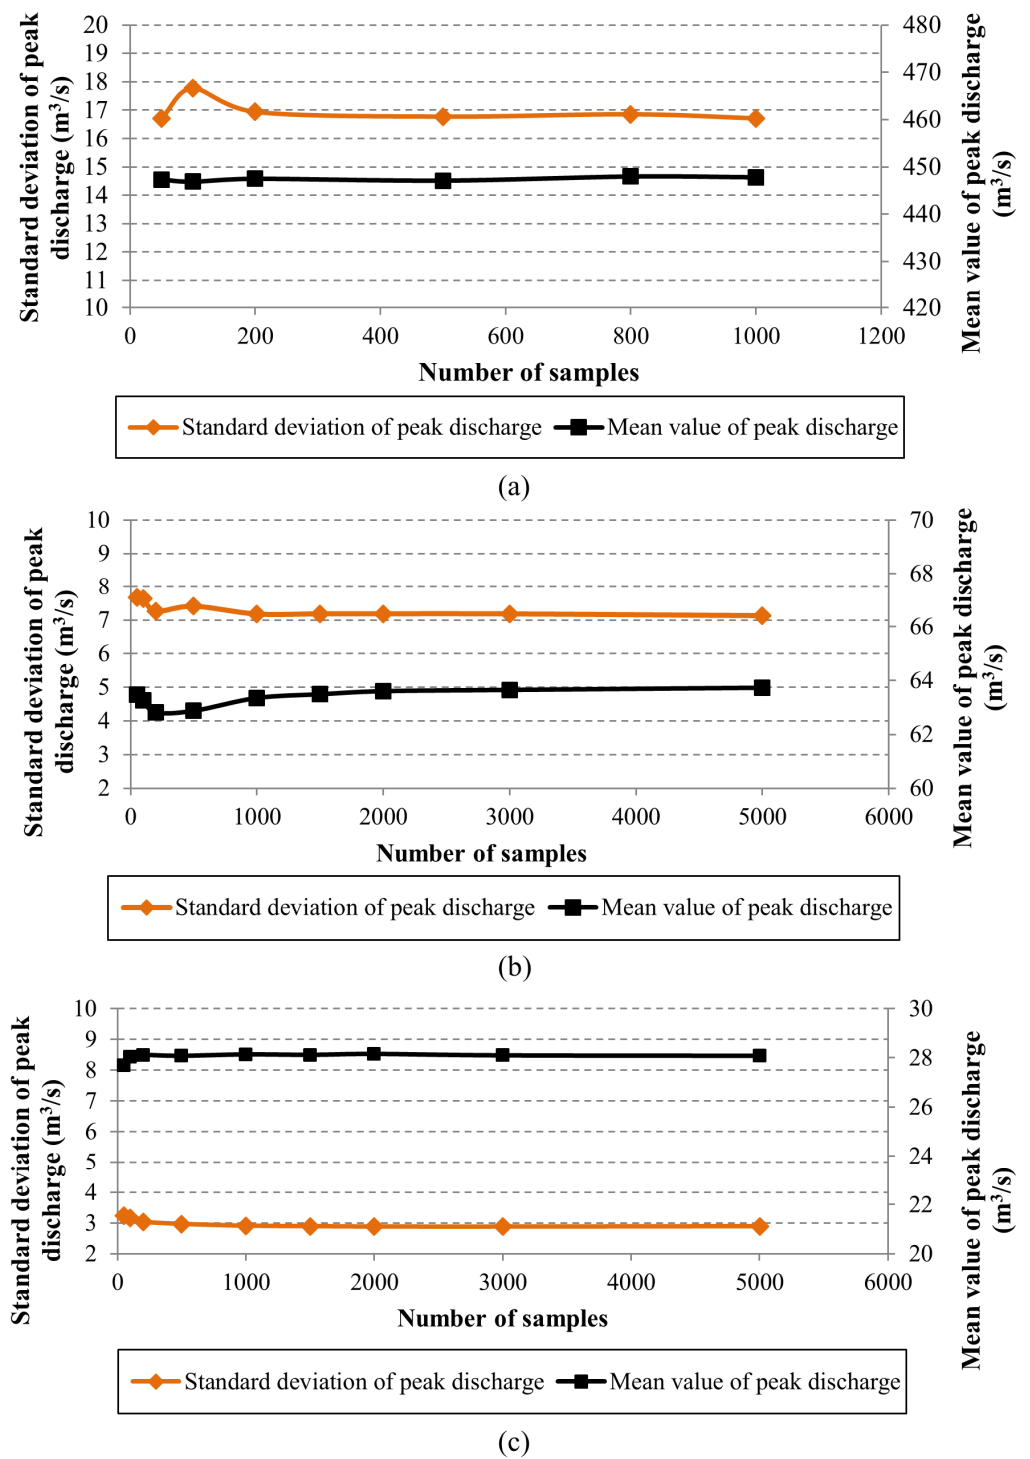 Standard deviation of peak
discharge (m³/s)
20
19
18
17
16
15
14
13
12
11
10
480
470
460
450
440
430
420
Mean value of peak discharge
(m³/s)
0 200 400 600 800 1000 1200
Number of samples
Standard deviation of peak discharge Mean value of peak discharge
(a)
Standard deviation of peak
discharge (m³/s)
10
9
8
7
6
5
4
3
2
70
68
66
64
62
60
Mean value of peak discharge
(m³/s)
0 1000 2000 3000 4000 5000 6000
Number of samples
Standard deviation of peak discharge Mean value of peak discharge
(b)
Standard deviation of peak
discharge (m³/s)
10
9
8
7
6
5
4
3
2
30
28
26
24
22
20
Mean value of peak discharge
(m³/s)
0 1000 2000 3000 4000 5000 6000
Number of samples
Standard deviation of peak discharge Mean value of peak discharge
(c)